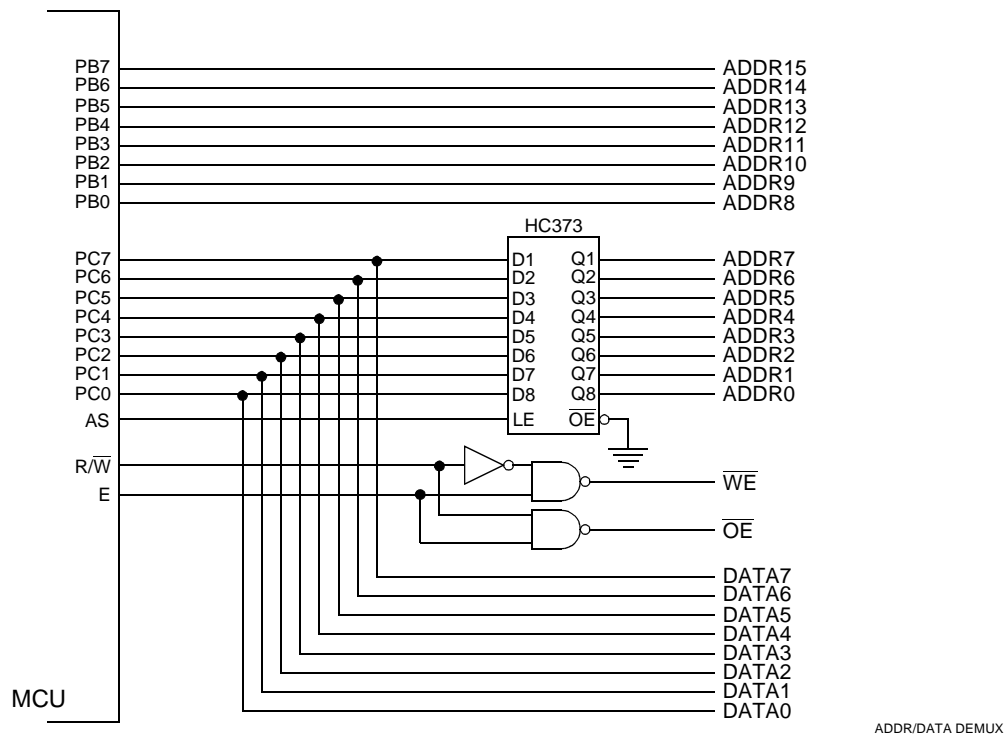 PB7 ADDR15
PB6 ADDR14
PB5 ADDR13
PB4 ADDR12
PB3 ADDR11
PB2 ADDR10
PB1 ADDR9
PB0 ADDR8
HC373
PC7 D1 Q1 ADDR7
PC6 D2 Q2 ADDR6
PC5 D3 Q3 ADDR5
PC4 D4 Q4 ADDR4
PC3 D5 Q5 ADDR3
PC2 D6 Q6 ADDR2
PC1 D7 Q7 ADDR1
PC0 D8 Q8 ADDR0
AS LE O̅E̅
R/W̅
E W̅E̅
O̅E̅
DATA7
DATA6
DATA5
DATA4
DATA3
DATA2
DATA1
DATA0
MCU
ADDR/DATA DEMUX